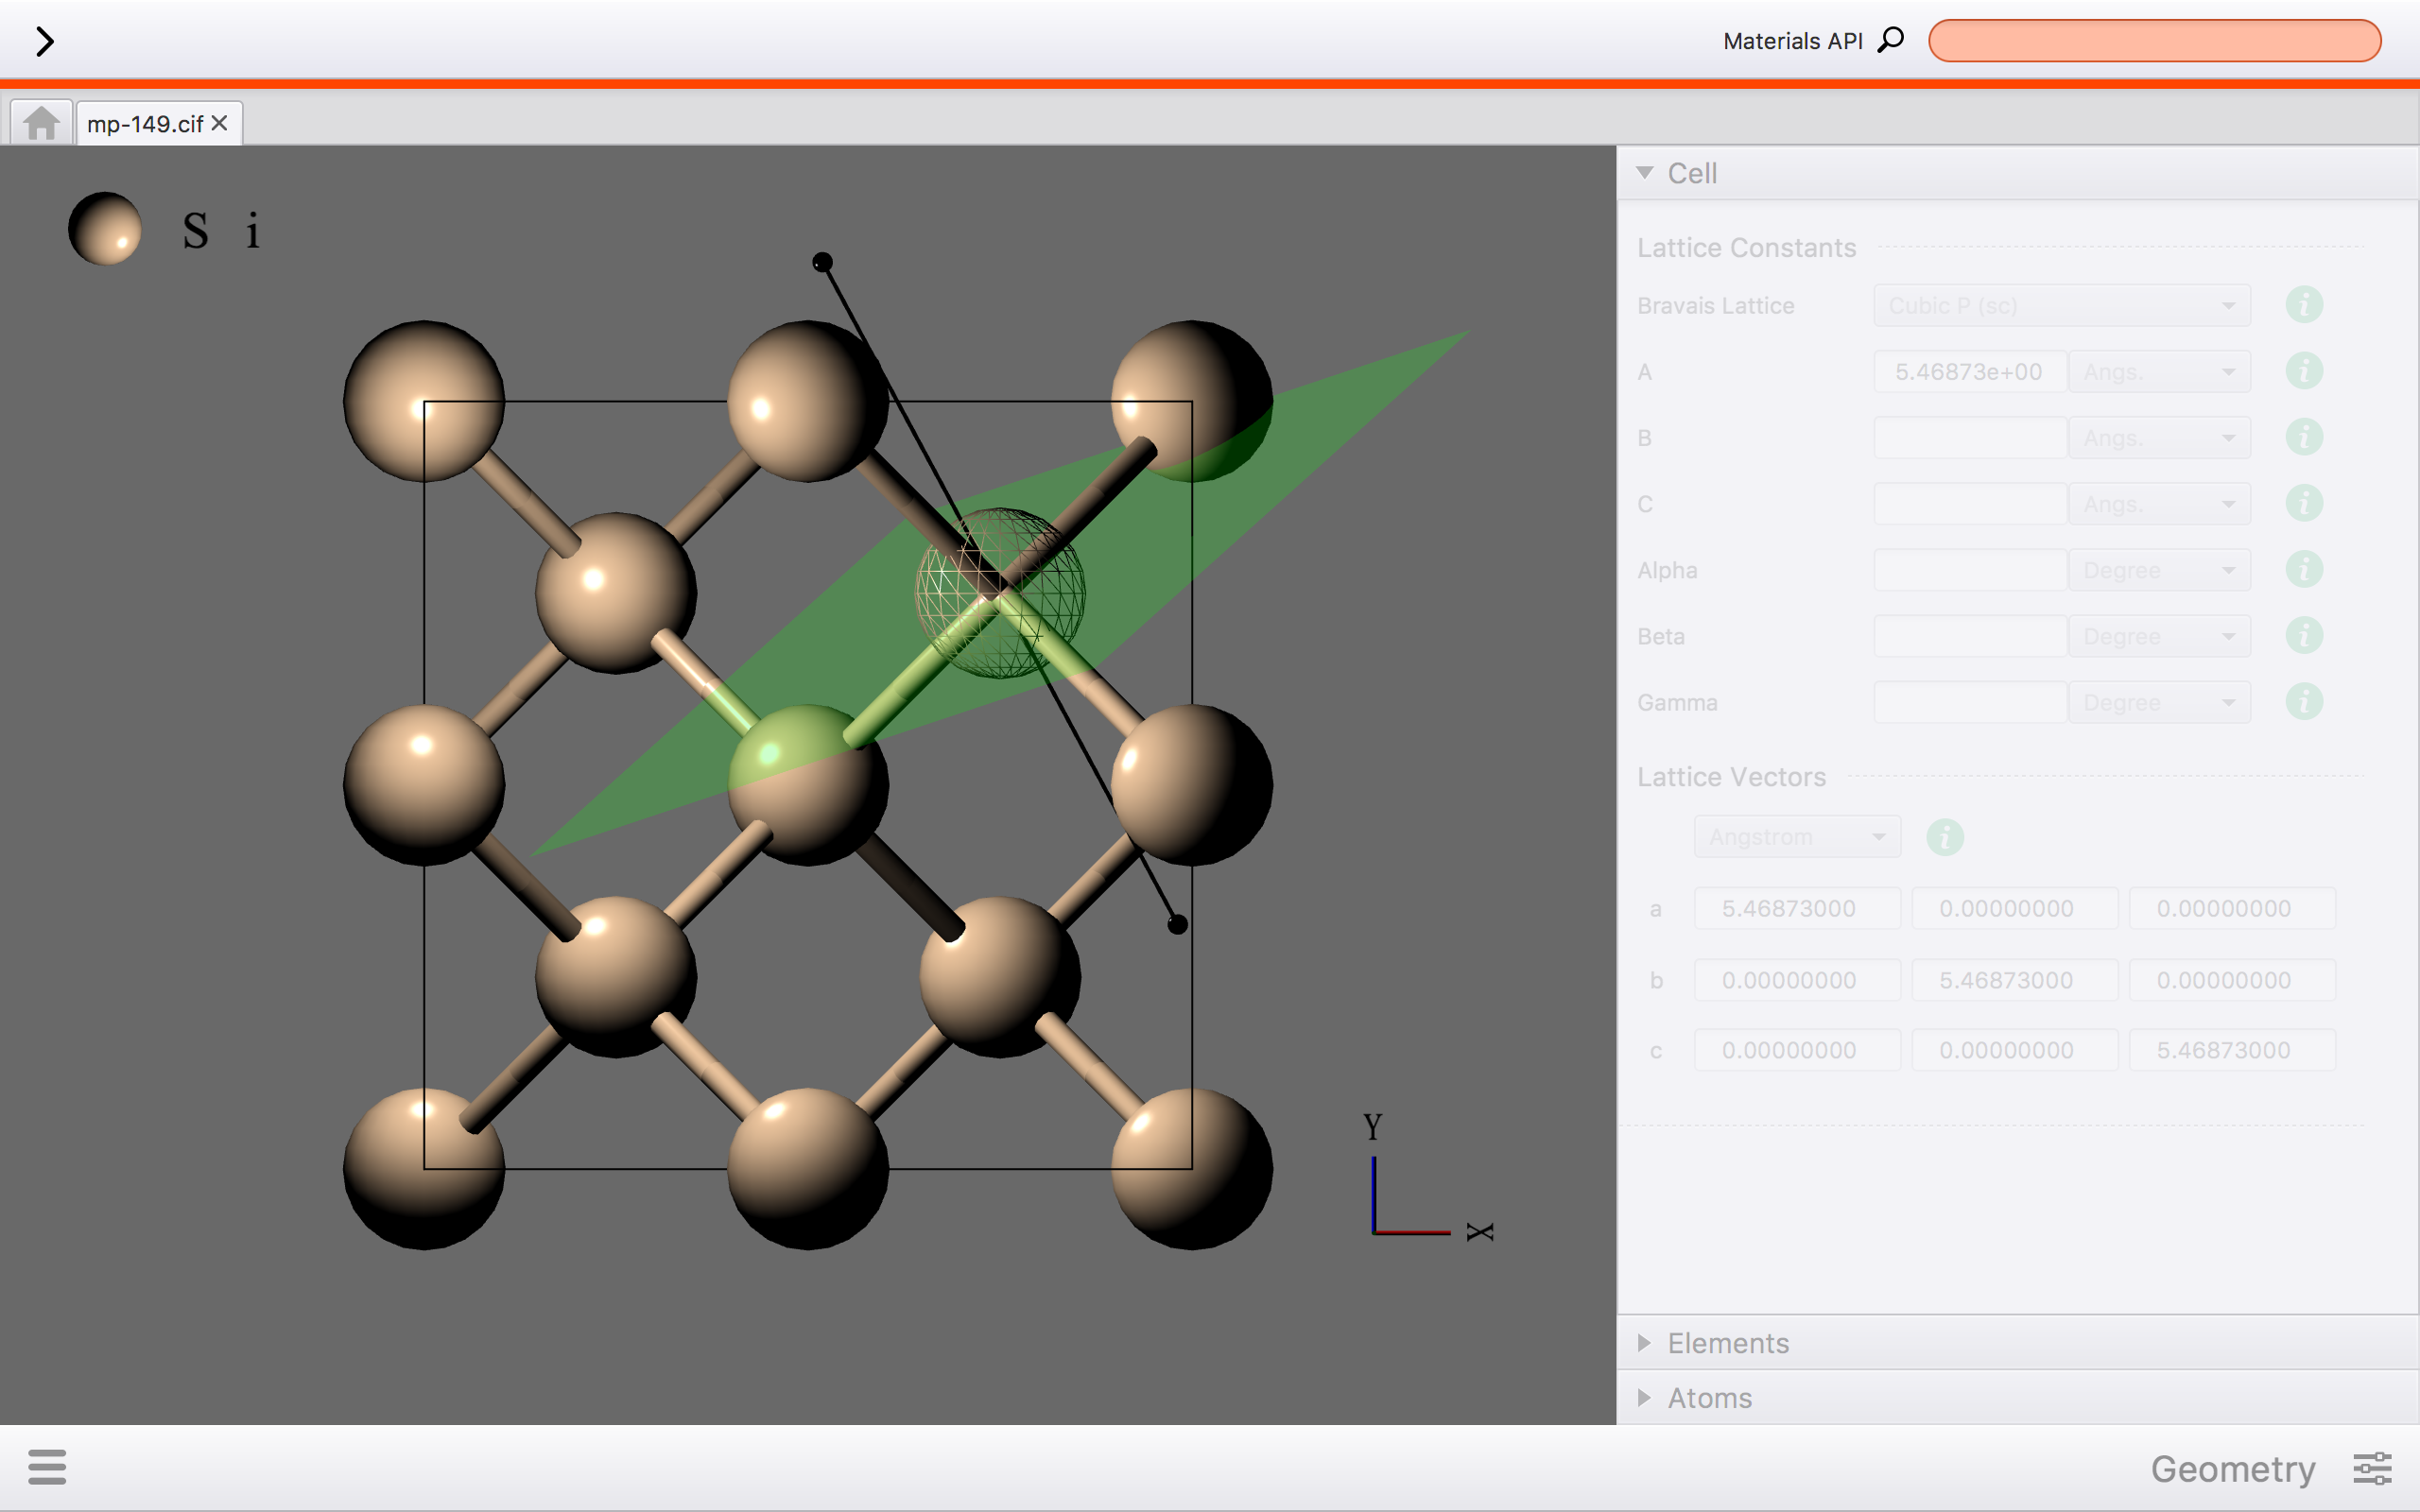 Materials API
mp-149.cif
S i
Y
X
Cell
Lattice Constants
Bravais Lattice Cubic P (sc)
A 5.46873e+00 Angs.
B Angs.
C Angs.
Alpha Degree
Beta Degree
Gamma Degree
Lattice Vectors
Angstrom
a 5.46873000 0.00000000 0.00000000
b 0.00000000 5.46873000 0.00000000
c 0.00000000 0.00000000 5.46873000
Elements
Atoms
Geometry